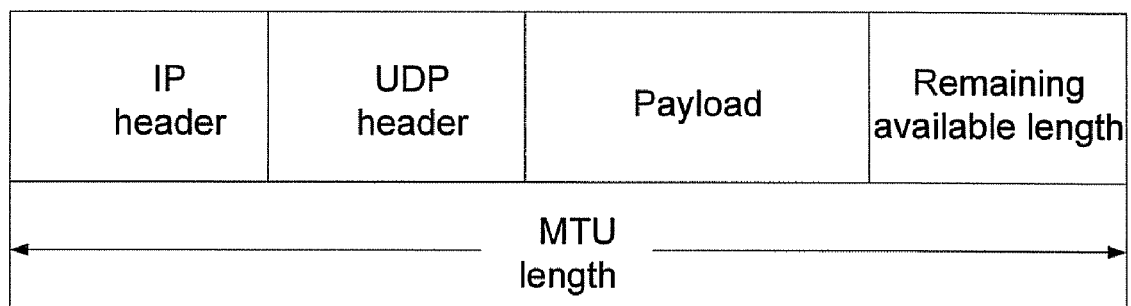 IP
header
UDP
header
Payload
Remaining
available length
MTU
length